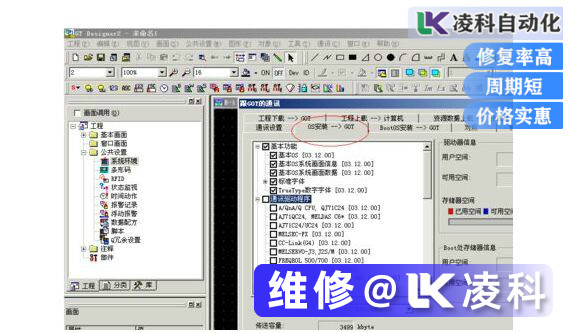 GT Designer2 - 未命名1
LK 凌科自动化
修复率高
周期短
价格实惠
工程(P) 编辑(E) 视图(V) 画面(S) 公共设置(M) 图形(F) 对象(O) 工具(T) 通讯(C) 窗口(W) 帮助(H)
2 100% 16 ON OFF Dev ID
画面调用(Q)
工程
基本画面
窗口画面
公共设置
系统环境
条形码
RFID
状态监视
时间动作
报警记录
浮动报警
数据配方
脚本
Q冗余设置
注释
部件
工程 分类 库
画面
B-1
跟GOT的通讯
工程下载 --> GOT 工程上载 --> 计算机 资源数据上载
通讯设置 OS安装 --> GOT BootOS安装 --> GOT
基本功能
基本OS [03.12.00]
基本OS系统画面信息 [03.12.00]
基本OS系统画面数据 [03.12.00]
标准字体
TrueType数字字体 [03.12.00]
通讯驱动程序
A/QnA/Q CPU, QJ71C24 [03.12.00]
AJ71QC24, MELDAS C6* [03.12.00]
AJ71C24/UC24 [03.12.00]
MELSEC-FX [03.12.00]
CC-Link(G4) [03.12.00]
MELSERVO-J3,J2S/M [03.12.00]
FREQROL 500/700 [03.12.00]
驱动器信息
用户空间:
可用空间:
存储器空间
已用空间 可用空间
Boot处存储器信息
传送容量: 3499 kbyte
维修@LK凌科